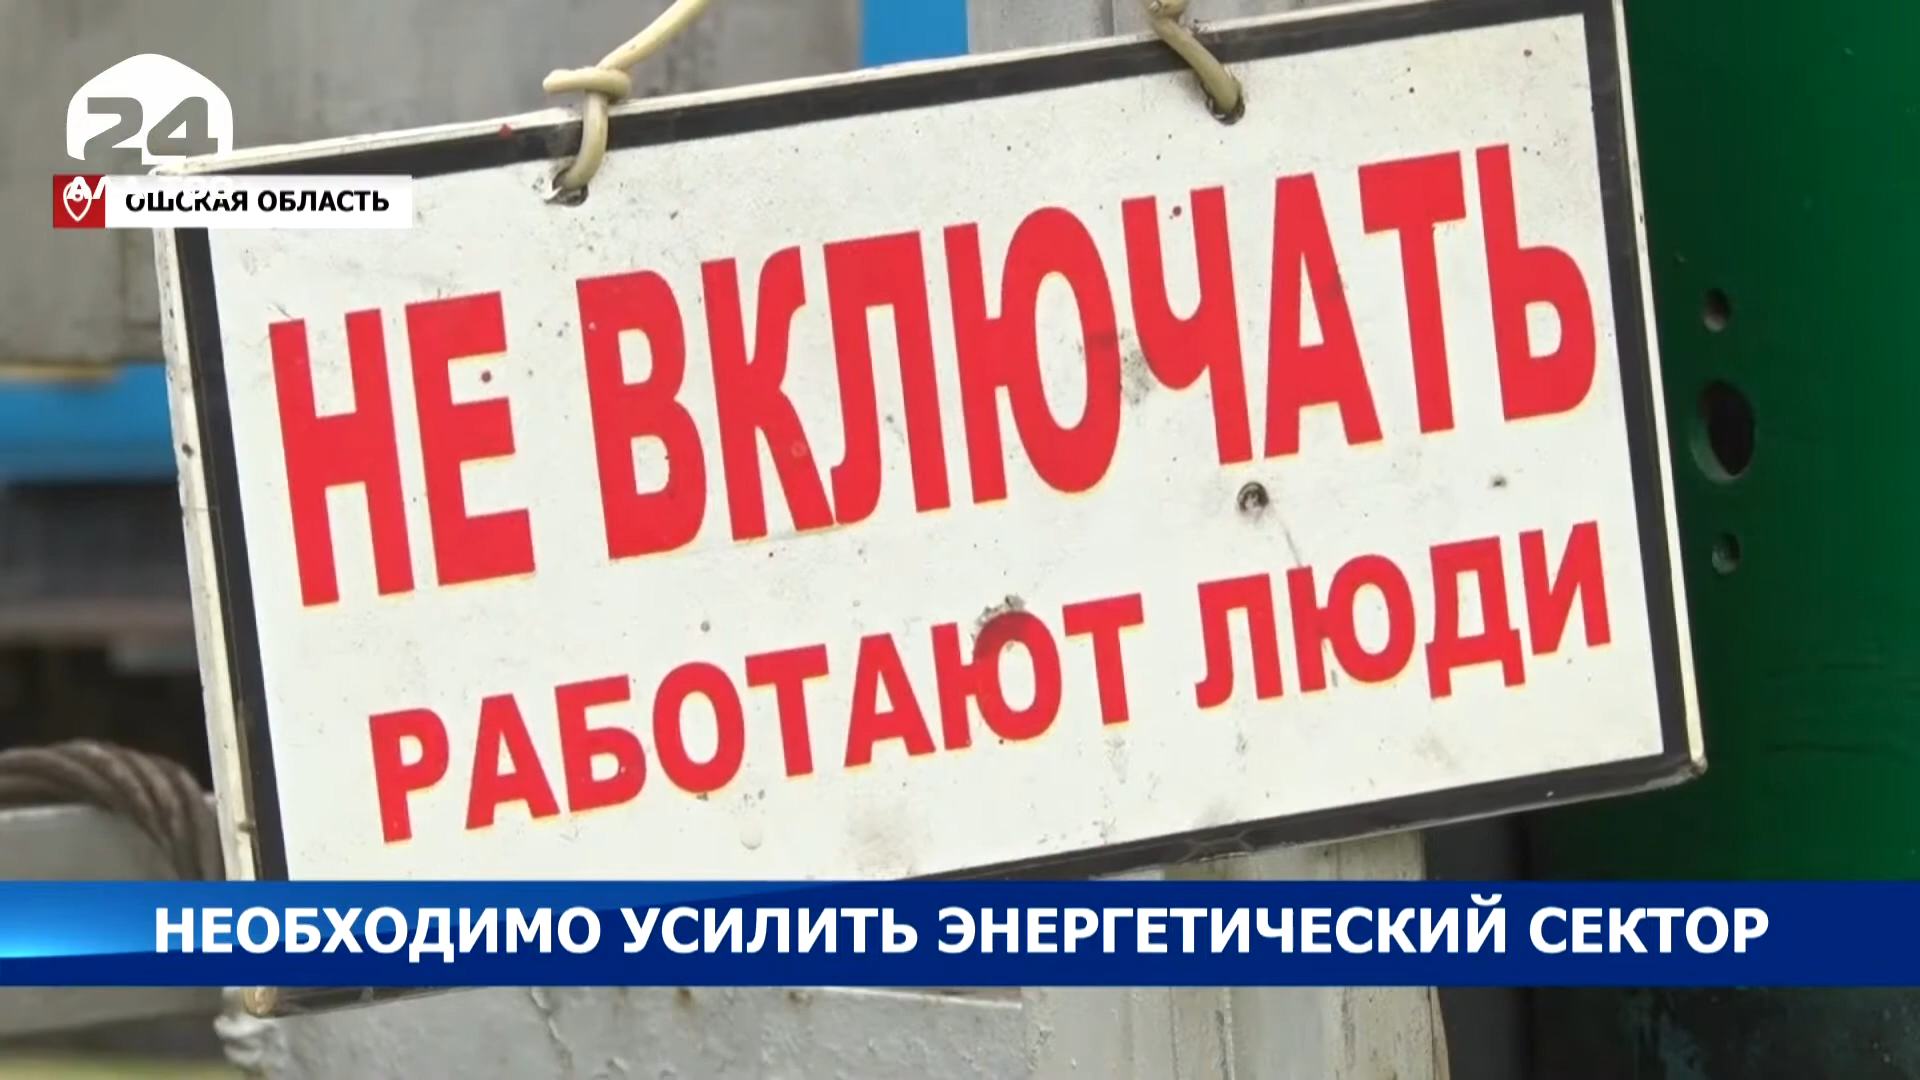 24
ОШСКАЯ ОБЛАСТЬ
НЕ ВКЛЮЧАТЬ
РАБОТАЮТ ЛЮДИ
НЕОБХОДИМО УСИЛИТЬ ЭНЕРГЕТИЧЕСКИЙ СЕКТОР